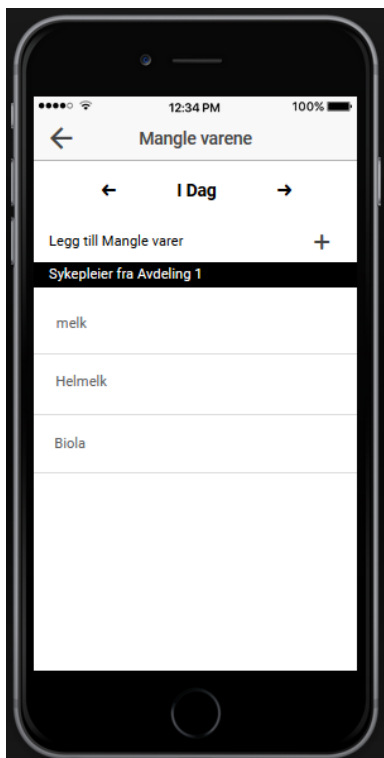 12:34 PM 100%
Mangle varene
I Dag
Legg till Mangle varer
Sykepleier fra Avdeling 1
melk
Helmelk
Biola